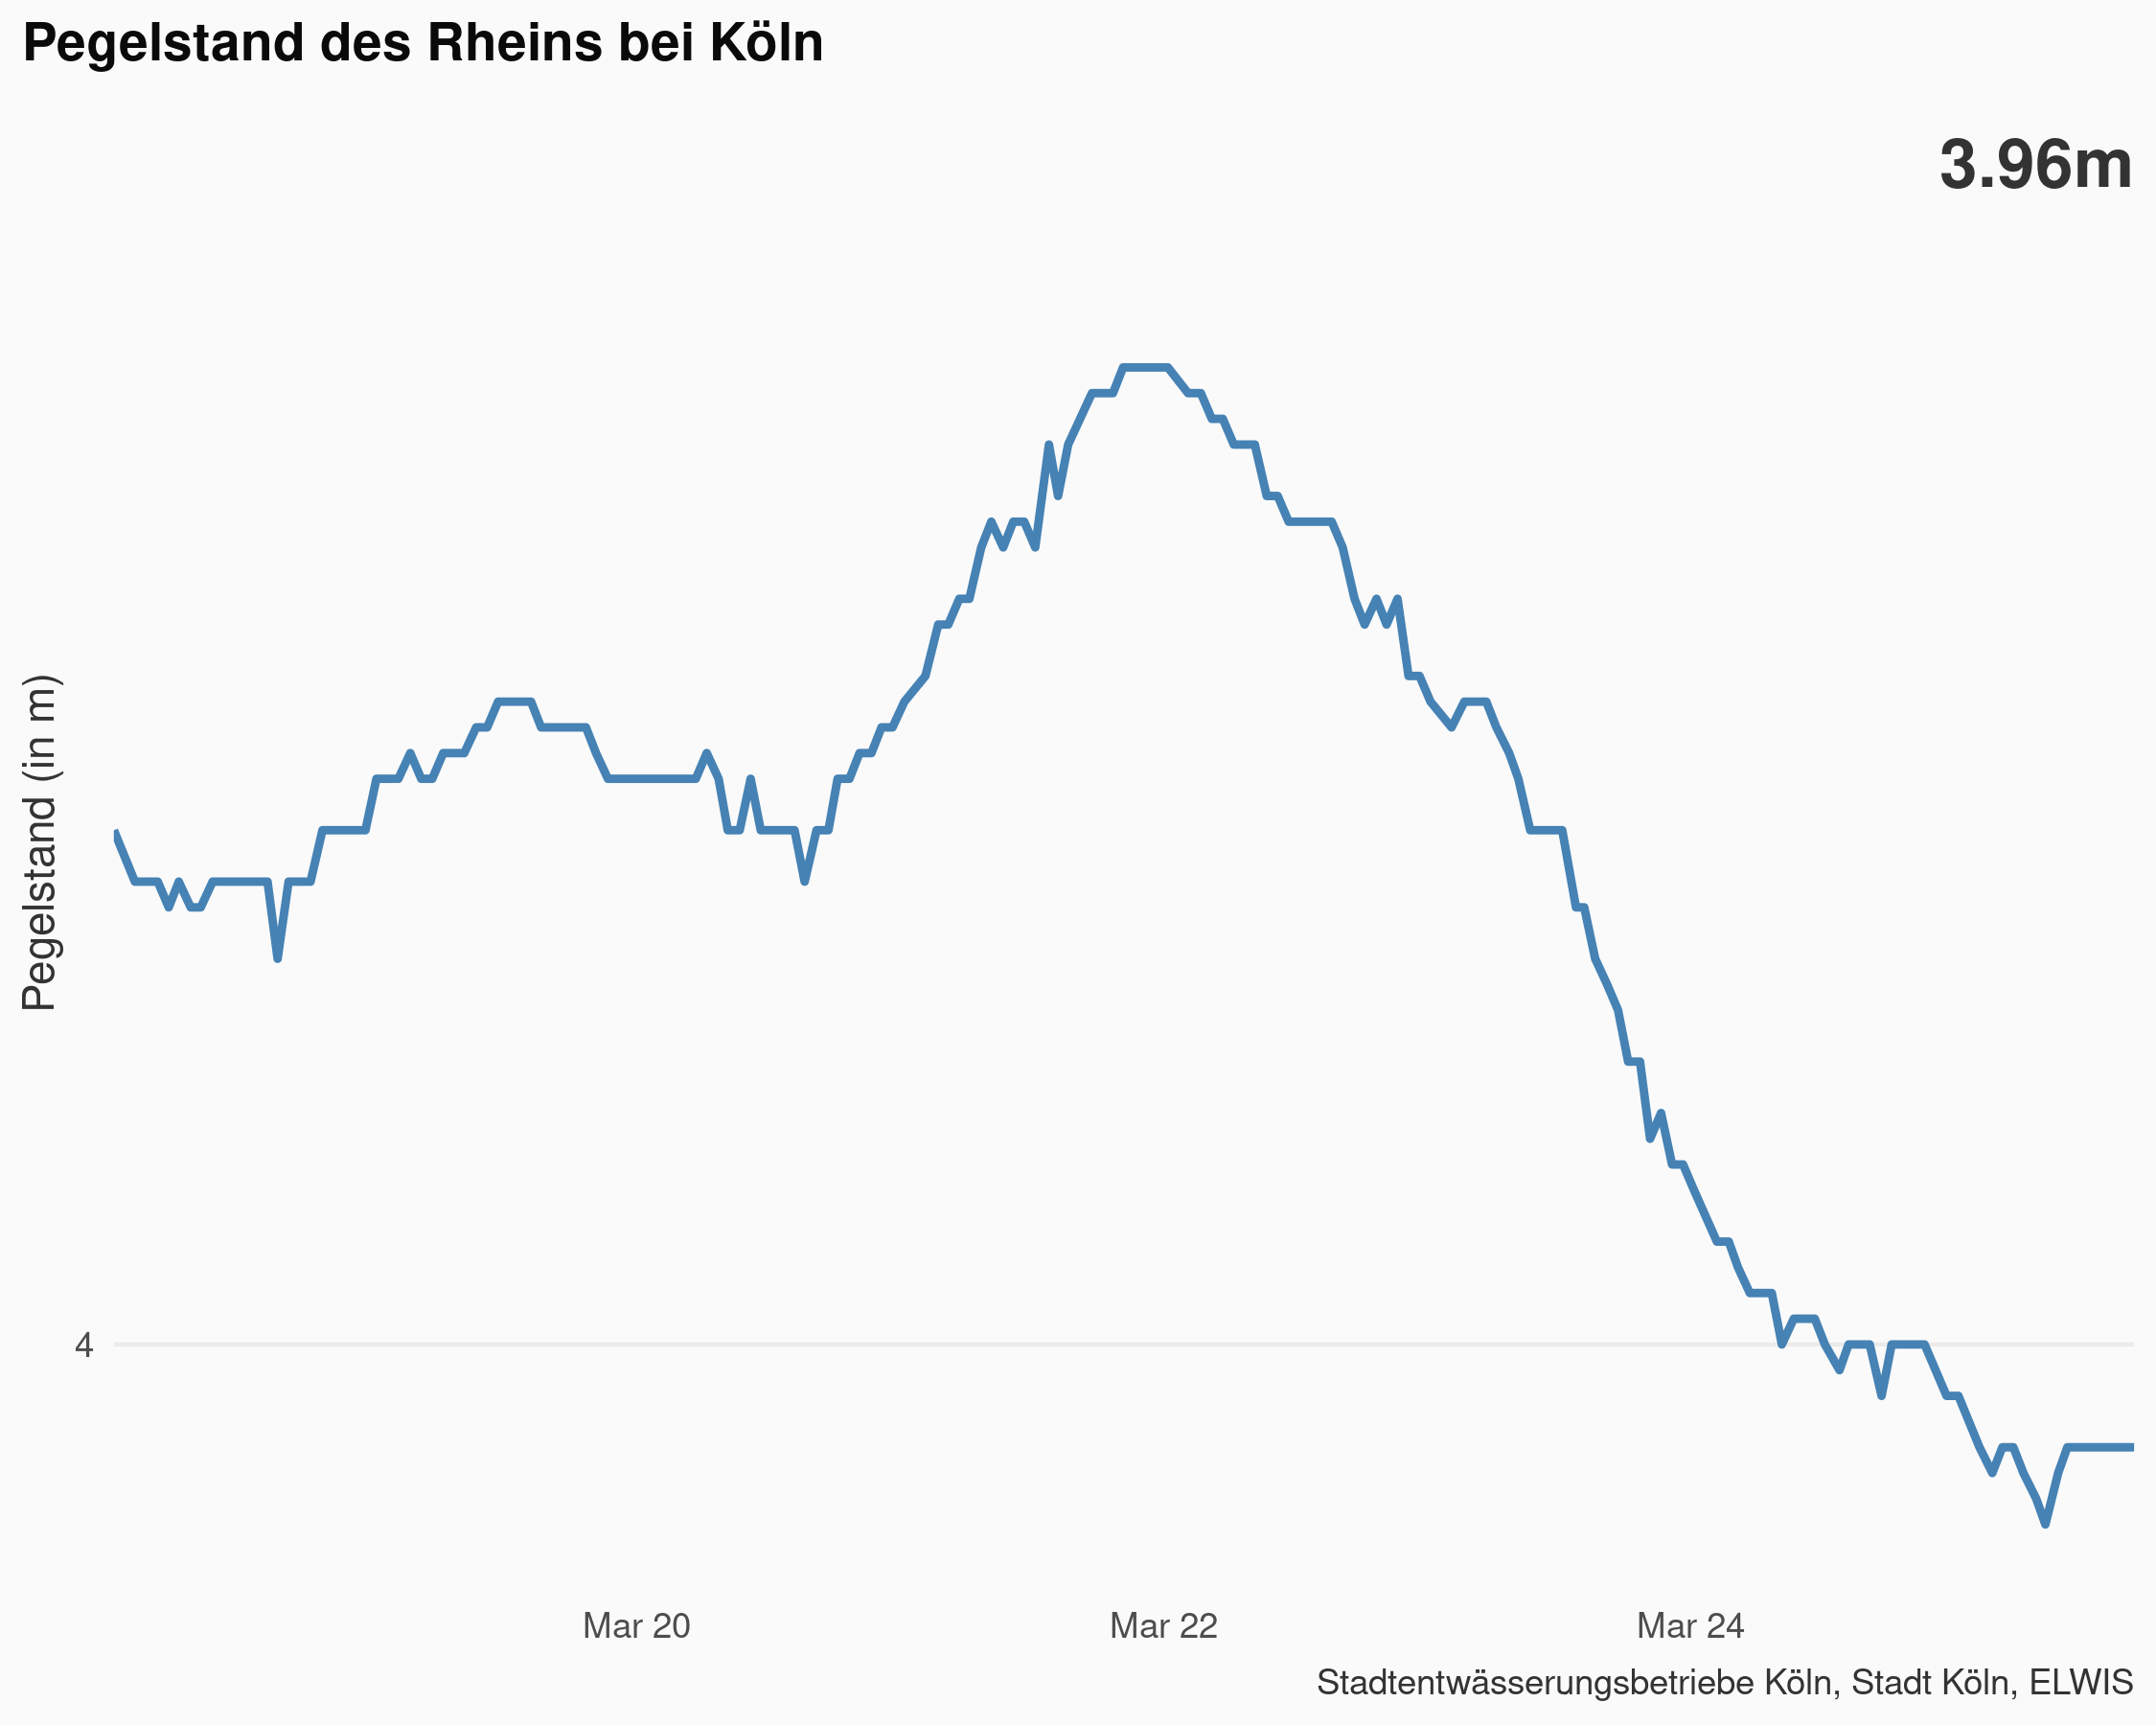 Pegelstand des Rheins bei Köln
3.96m
Pegelstand (in m)
4
Mar 20
Mar 22
Mar 24
Stadtentwässerungsbetriebe Köln, Stadt Köln, ELWIS